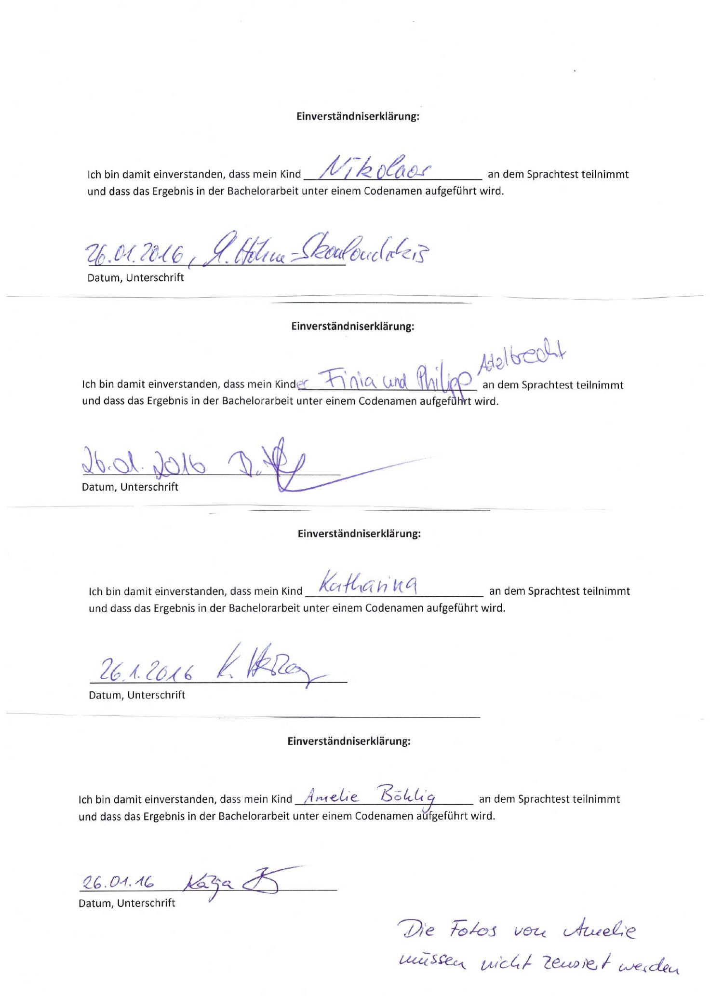 Einverständniserklärung:
Ich bin damit einverstanden, dass mein Kind Nikolaos an dem Sprachtest teilnimmt
und dass das Ergebnis in der Bachelorarbeit unter einem Codenamen aufgeführt wird.
26.01.2016, Höhne-Skouloudakis
Datum, Unterschrift
Einverständniserklärung:
Ich bin damit einverstanden, dass mein Kinder Finia und Philipp Adelbrecht an dem Sprachtest teilnimmt
und dass das Ergebnis in der Bachelorarbeit unter einem Codenamen aufgeführt wird.
26.01.2016
Datum, Unterschrift
Einverständniserklärung:
Ich bin damit einverstanden, dass mein Kind Katharina an dem Sprachtest teilnimmt
und dass das Ergebnis in der Bachelorarbeit unter einem Codenamen aufgeführt wird.
26.1.2016 K.
Datum, Unterschrift
Einverständniserklärung:
Ich bin damit einverstanden, dass mein Kind Amelie Böhlig an dem Sprachtest teilnimmt
und dass das Ergebnis in der Bachelorarbeit unter einem Codenamen aufgeführt wird.
26.01.16 Katja
Datum, Unterschrift
Die Fotos von Amelie
müssen nicht zensiert werden